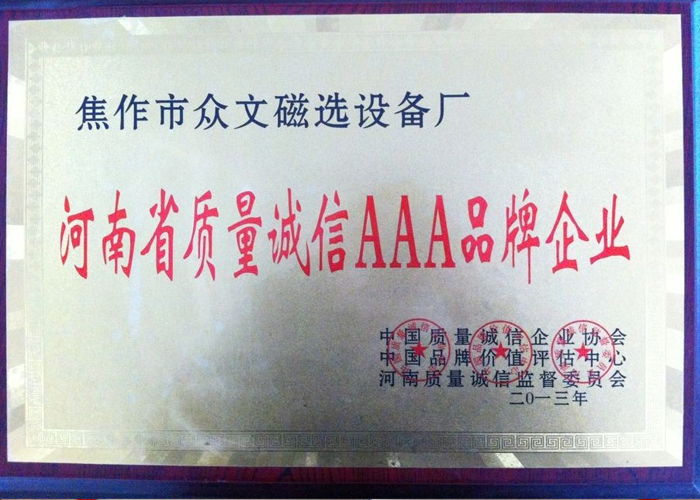 焦作市众文磁选设备厂
河南省质量诚信AAA品牌企业
中国质量诚信企业协会
中国品牌价值评估中心
河南质量诚信监督委员会
二0一三年